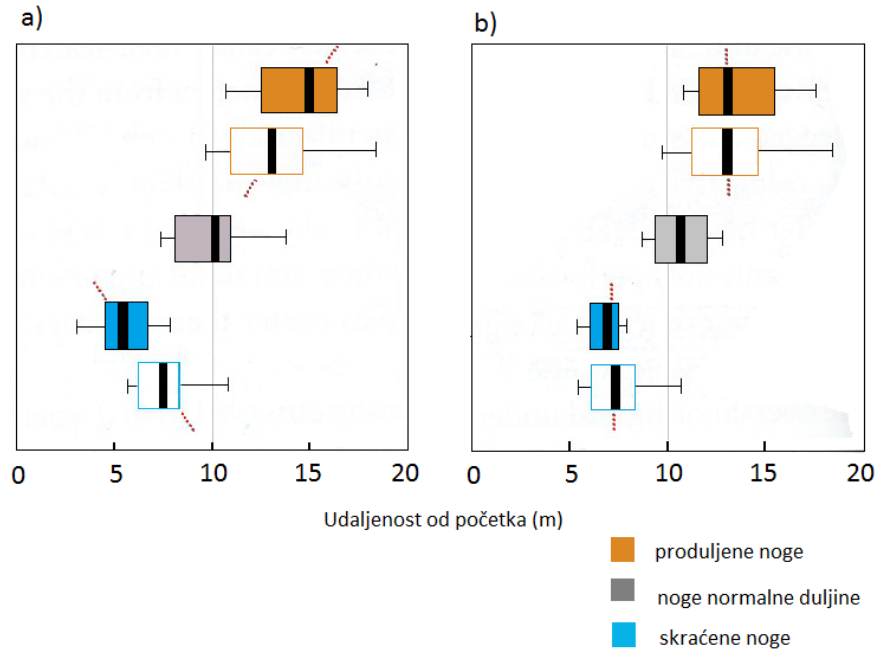 a)
b)
0 5 10 15 20
0 5 10 15 20
Udaljenost od početka (m)
produljene noge
noge normalne duljine
skraćene noge